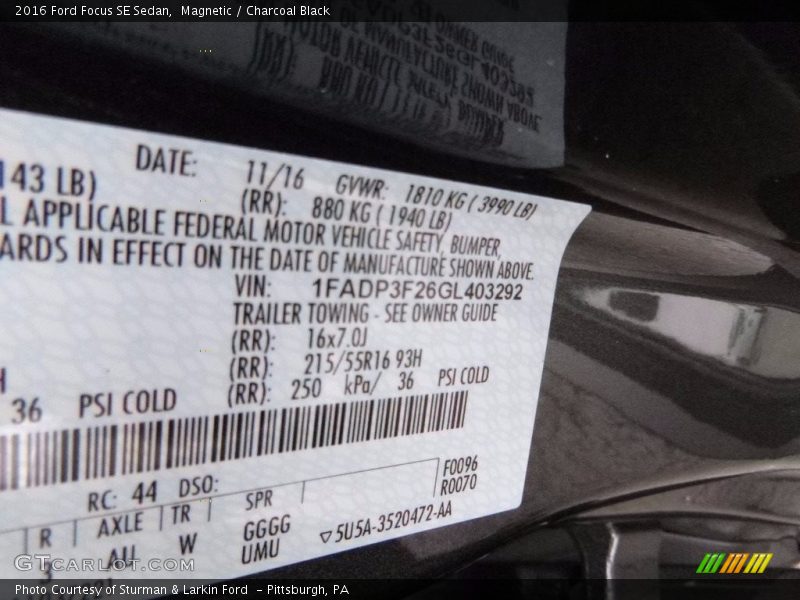 2016 Ford Focus SE Sedan, Magnetic / Charcoal Black
DATE: 11/16 GVWR: 1810 KG ( 3990 LB)
143 LB) (RR): 880 KG ( 1940 LB)
L APPLICABLE FEDERAL MOTOR VEHICLE SAFETY, BUMPER,
ARDS IN EFFECT ON THE DATE OF MANUFACTURE SHOWN ABOVE.
VIN: 1FADP3F26GL403292
TRAILER TOWING - SEE OWNER GUIDE
(RR): 16x7.0J
H (RR): 215/55R16 93H
36 PSI COLD (RR): 250 kPa/ 36 PSI COLD
F0096
RC: 44 DSO: R0070
R AXLE TR SPR
W GGGG
UMU
▽5U5A-3520472-AA
GTCarLot.com
Photo Courtesy of Sturman & Larkin Ford - Pittsburgh, PA